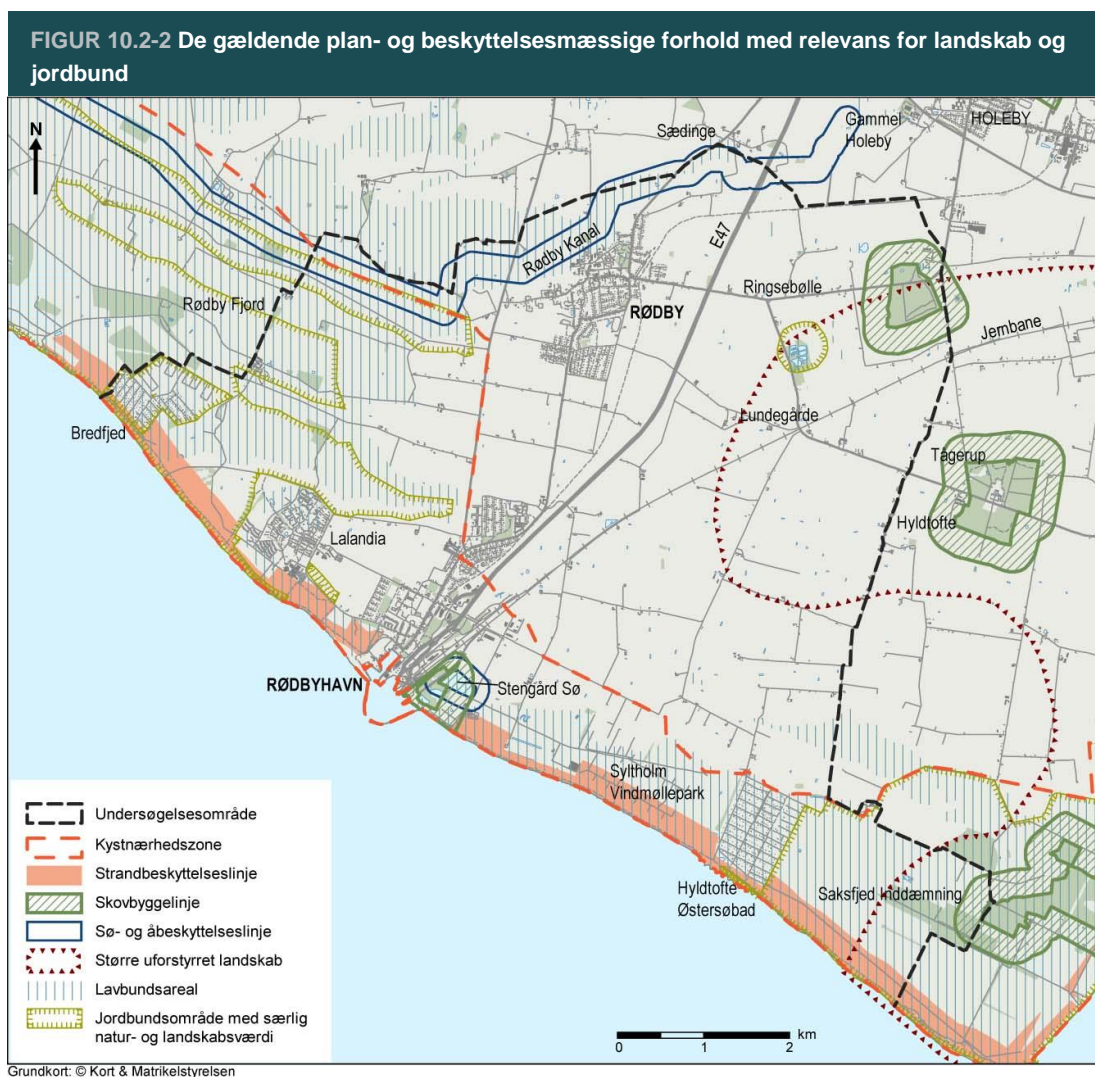 FIGUR 10.2-2 De gældende plan- og beskyttelsesmæssige forhold med relevans for landskab og
jordbund
N
Sædinge
Gammel
Holeby
HOLEBY
E47
Rødby Kanal
Rødby Fjord
RØDBY
Ringsebølle
Jernbane
Lundegårde
Bredfjed
Tågerup
Hyldtofte
Lalandia
RØDBYHAVN
Stengård Sø
Syltholm
Vindmøllepark
Hyldtofte
Østersøbad
Saksfjed Inddæmning
Undersøgelsesområde
Kystnærhedszone
Strandbeskyttelseslinje
Skovbyggelinje
Sø- og åbeskyttelseslinje
Større uforstyrret landskab
Lavbundsareal
Jordbundsområde med særlig
natur- og landskabsværdi
km
0 1 2
Grundkort: © Kort & Matrikelstyrelsen